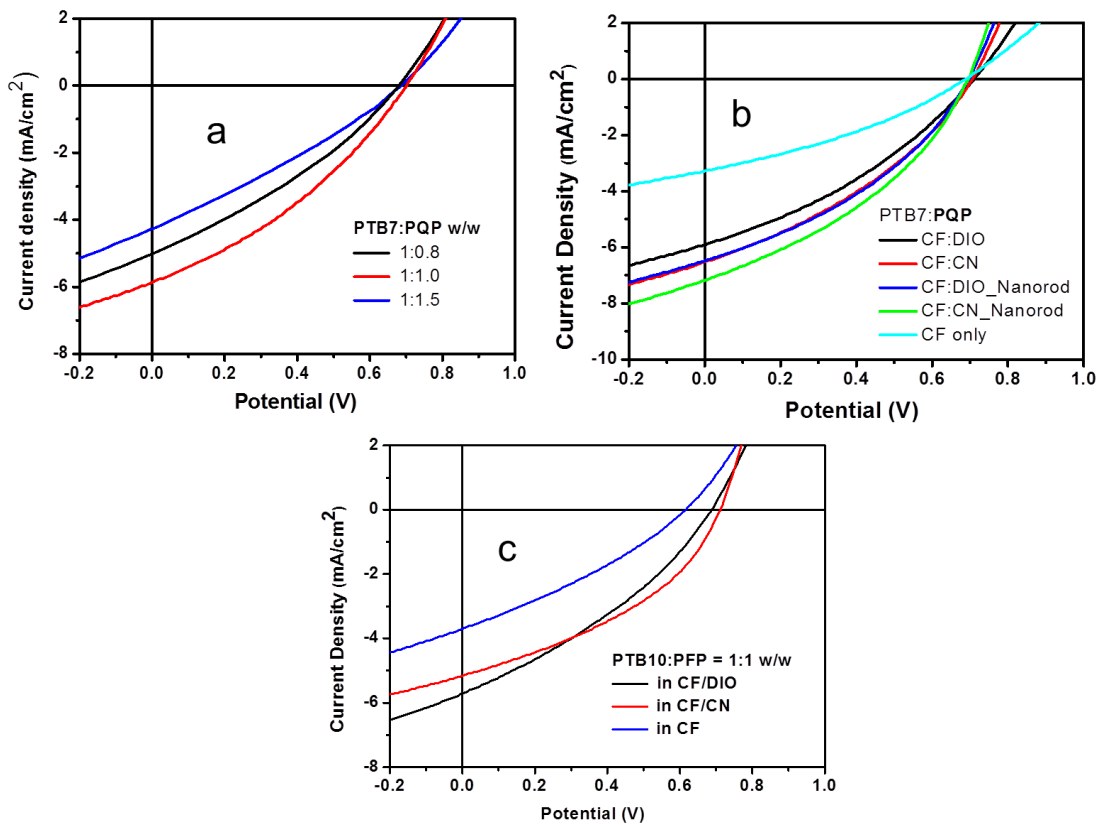 2
0
-2
-4
-6
-8
-0.2 0.0 0.2 0.4 0.6 0.8 1.0
Current density (mA/cm²)
Potential (V)
a
PTB7:PQP w/w
1:0.8
1:1.0
1:1.5
2
0
-2
-4
-6
-8
-10
-0.2 0.0 0.2 0.4 0.6 0.8 1.0
Current Density (mA/cm²)
Potential (V)
b
PTB7:PQP
CF:DIO
CF:CN
CF:DIO_Nanorod
CF:CN_Nanorod
CF only
2
0
-2
-4
-6
-8
-0.2 0.0 0.2 0.4 0.6 0.8 1.0
Current Density (mA/cm²)
Potential (V)
c
PTB10:PFP = 1:1 w/w
in CF/DIO
in CF/CN
in CF